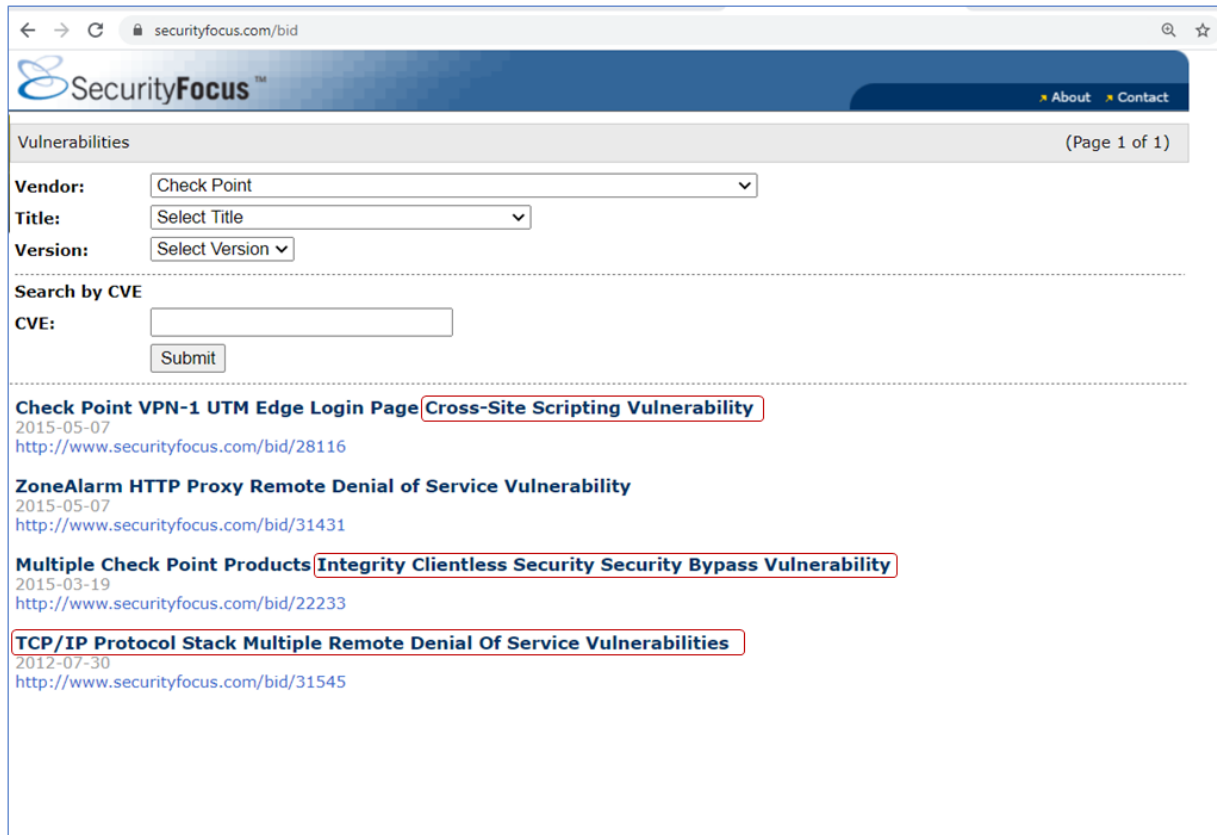 securityfocus.com/bid
SecurityFocus™
About Contact
Vulnerabilities (Page 1 of 1)
Vendor: Check Point
Title: Select Title
Version: Select Version
Search by CVE
CVE:
Submit
Check Point VPN-1 UTM Edge Login Page Cross-Site Scripting Vulnerability
2015-05-07
http://www.securityfocus.com/bid/28116
ZoneAlarm HTTP Proxy Remote Denial of Service Vulnerability
2015-05-07
http://www.securityfocus.com/bid/31431
Multiple Check Point Products Integrity Clientless Security Security Bypass Vulnerability
2015-03-19
http://www.securityfocus.com/bid/22233
TCP/IP Protocol Stack Multiple Remote Denial Of Service Vulnerabilities
2012-07-30
http://www.securityfocus.com/bid/31545